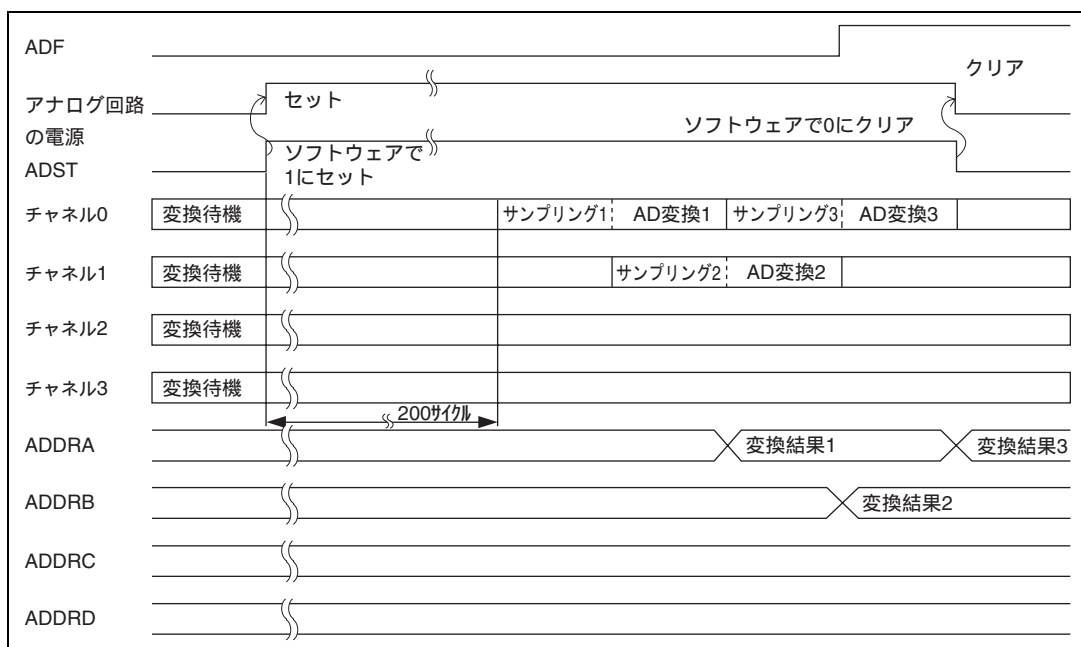 ADF
クリア
アナログ回路
の電源
セット
ソフトウェアで0にクリア
ADST
ソフトウェアで
1にセット
チャネル0 変換待機 サンプリング1 AD変換1 サンプリング3 AD変換3
チャネル1 変換待機 サンプリング2 AD変換2
チャネル2 変換待機
チャネル3 変換待機
200サイクル
ADDRA 変換結果1 変換結果3
ADDRB 変換結果2
ADDRC
ADDRD